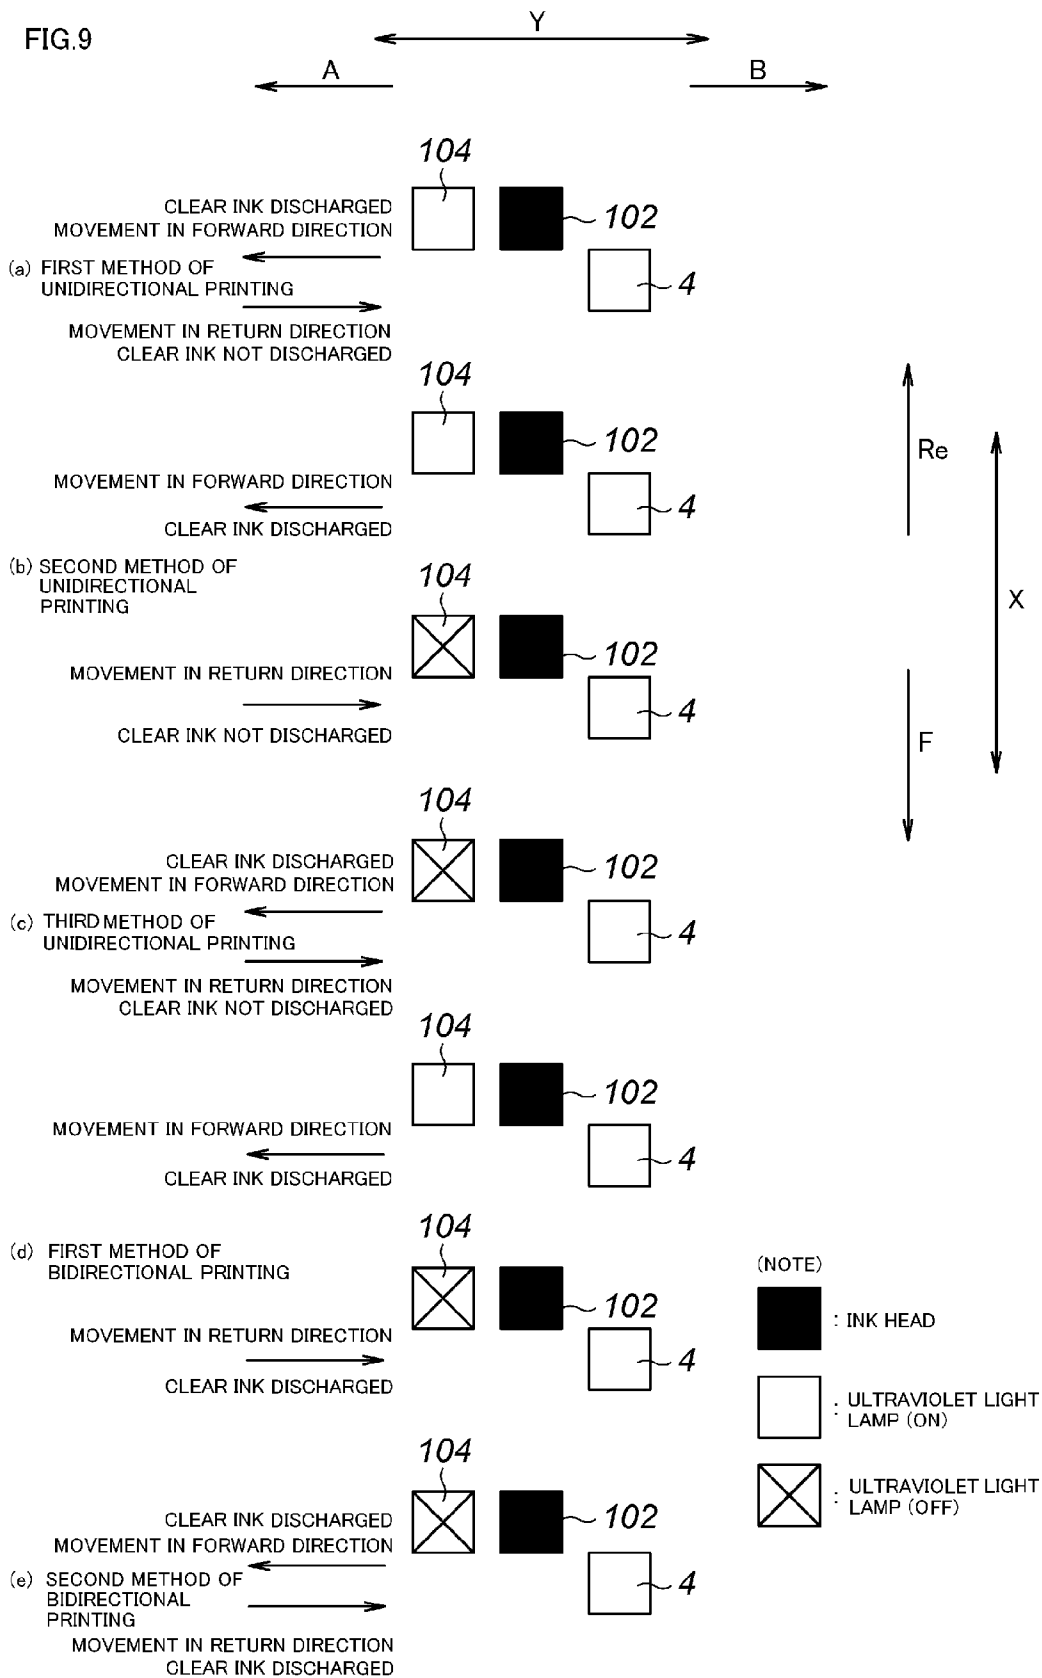 FIG.9
Y
A
B
104
CLEAR INK DISCHARGED
MOVEMENT IN FORWARD DIRECTION
102
(a) FIRST METHOD OF
UNIDIRECTIONAL PRINTING
4
MOVEMENT IN RETURN DIRECTION
CLEAR INK NOT DISCHARGED
104
102
Re
MOVEMENT IN FORWARD DIRECTION
4
CLEAR INK DISCHARGED
(b) SECOND METHOD OF
UNIDIRECTIONAL
PRINTING
104
X
102
MOVEMENT IN RETURN DIRECTION
4
CLEAR INK NOT DISCHARGED
F
104
CLEAR INK DISCHARGED
MOVEMENT IN FORWARD DIRECTION
102
(c) THIRD METHOD OF
UNIDIRECTIONAL PRINTING
4
MOVEMENT IN RETURN DIRECTION
CLEAR INK NOT DISCHARGED
104
102
MOVEMENT IN FORWARD DIRECTION
4
CLEAR INK DISCHARGED
104
(d) FIRST METHOD OF
BIDIRECTIONAL PRINTING
102
MOVEMENT IN RETURN DIRECTION
4
CLEAR INK DISCHARGED
(NOTE)
: INK HEAD
: ULTRAVIOLET LIGHT
LAMP (ON)
: ULTRAVIOLET LIGHT
LAMP (OFF)
104
CLEAR INK DISCHARGED
MOVEMENT IN FORWARD DIRECTION
102
(e) SECOND METHOD OF
BIDIRECTIONAL
PRINTING
4
MOVEMENT IN RETURN DIRECTION
CLEAR INK DISCHARGED